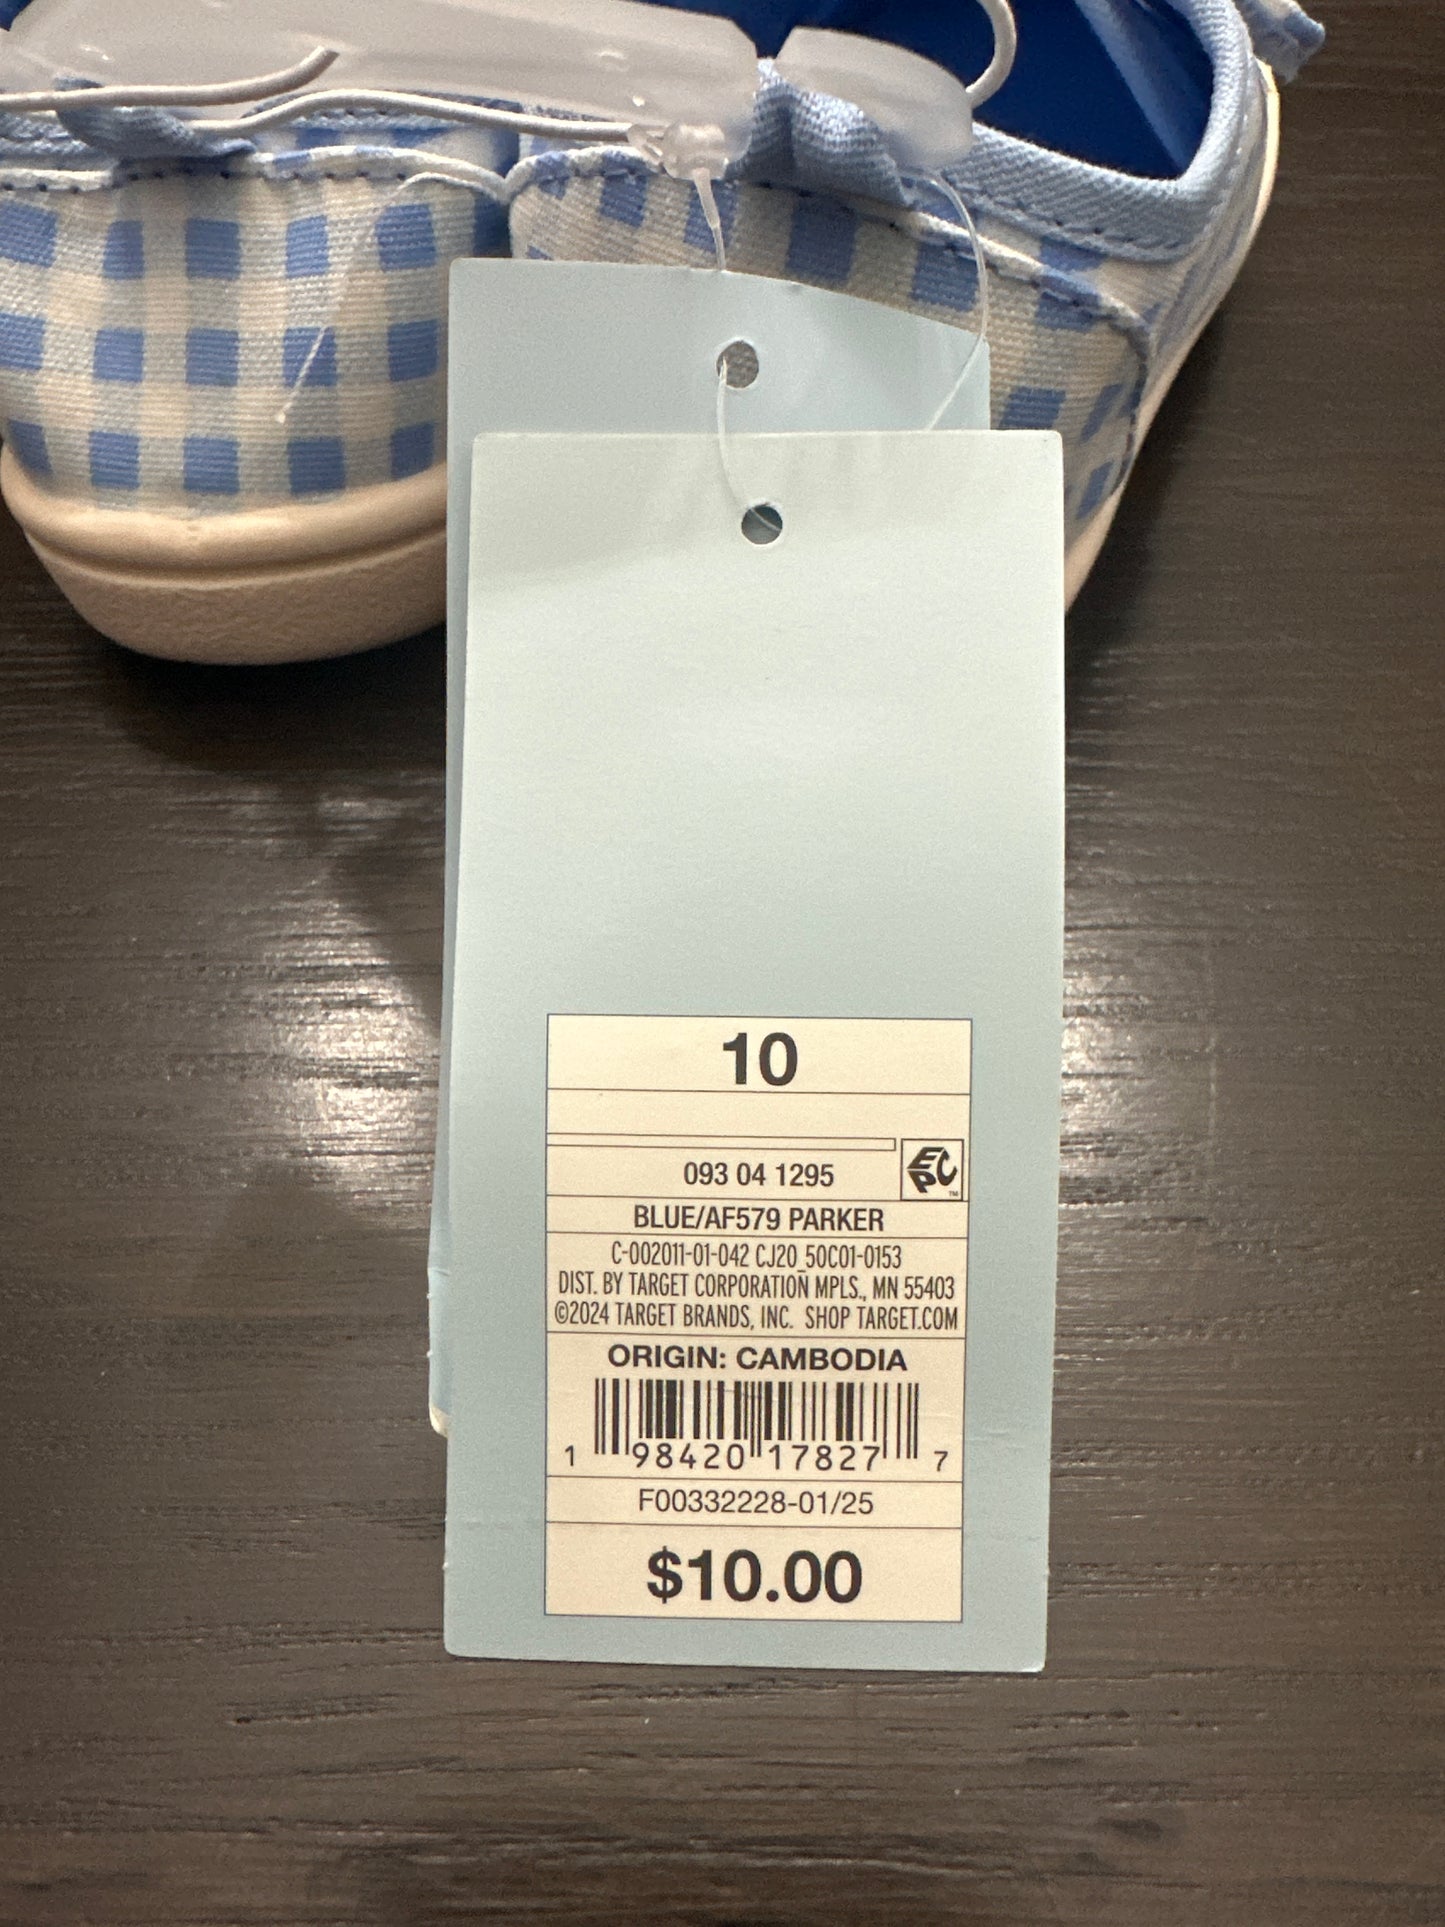 10
093 04 1295
EPC™
BLUE/AF579 PARKER
C-002011-01-042 CJ20_50C01-0153
DIST. BY TARGET CORPORATION MPLS., MN 55403
©2024 TARGET BRANDS, INC. SHOP TARGET.COM
ORIGIN: CAMBODIA
1 98420 17827 7
F00332228-01/25
$10.00